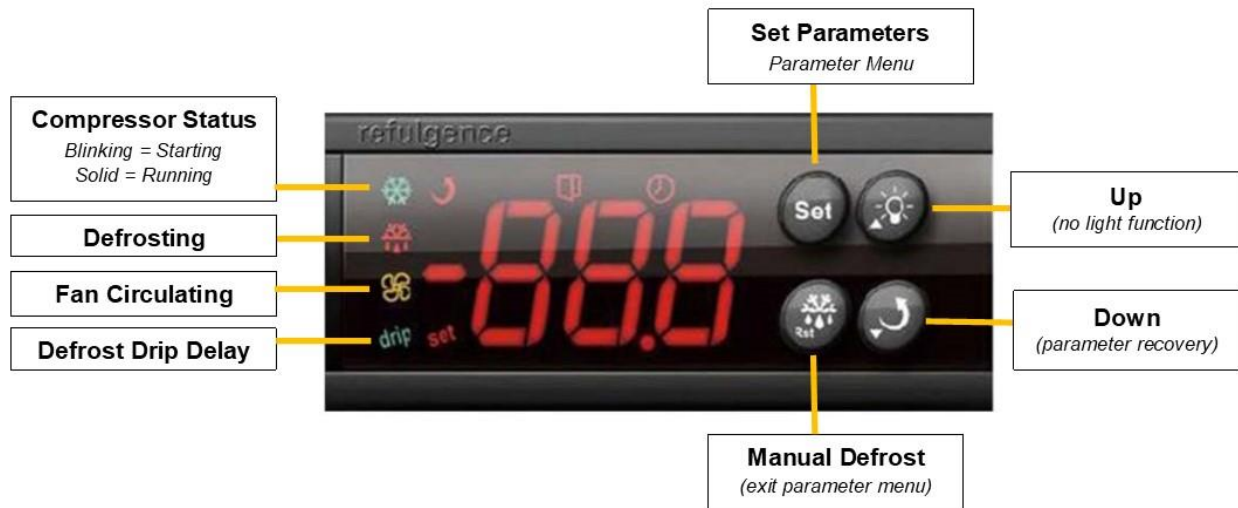 Set Parameters
Parameter Menu
Compressor Status
Blinking = Starting
Solid = Running
Defrosting
Fan Circulating
Defrost Drip Delay
refulgence
-88.8
drip
set
Set
Rst
Up
(no light function)
Down
(parameter recovery)
Manual Defrost
(exit parameter menu)